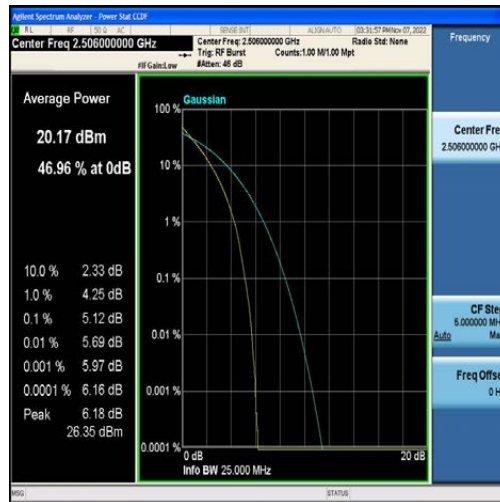 Agilent Spectrum Analyzer - Power Stat CCDF
RL RF 50 Ω AC SENSE:INT ALIGN AUTO 03:31:57 PM Nov 07, 2022
Center Freq 2.506000000 GHz
Center Freq: 2.506000000 GHz Radio Std: None
Trig: RF Burst Counts:1.00 M/1.00 Mpt
#IFGain:Low #Atten: 46 dB
Frequency
Average Power
20.17 dBm
46.96 % at 0dB
10.0 % 2.33 dB
1.0 % 4.25 dB
0.1 % 5.12 dB
0.01 % 5.69 dB
0.001 % 5.97 dB
0.0001 % 6.16 dB
Peak 6.18 dB
26.35 dBm
Gaussian
100 %
10 %
1 %
0.1 %
0.01 %
0.001 %
0.0001 %
0 dB 20 dB
Info BW 25.000 MHz
Center Fre
2.506000000 GH
CF Step
5.000000 MH
Auto Ma
Freq Offse
0 H
MSG STATUS